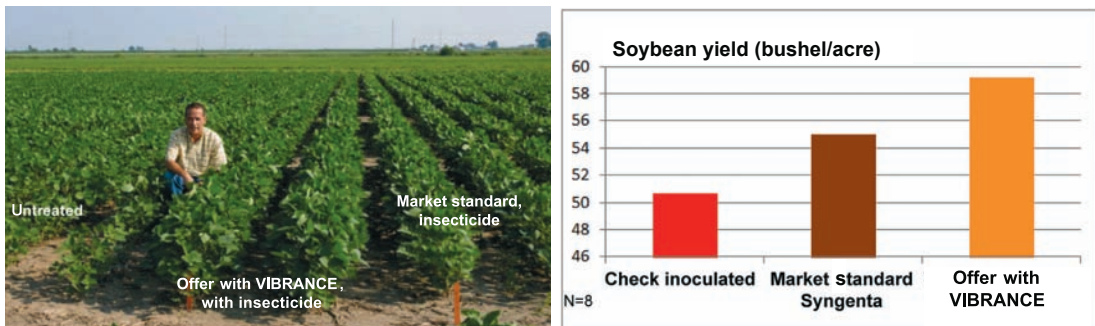 Untreated
Market standard,
insecticide
Offer with VIBRANCE,
with insecticide
Soybean yield (bushel/acre)
60
58
56
54
52
50
48
46
Check inoculated
Market standard
Syngenta
Offer with
VIBRANCE
N=8